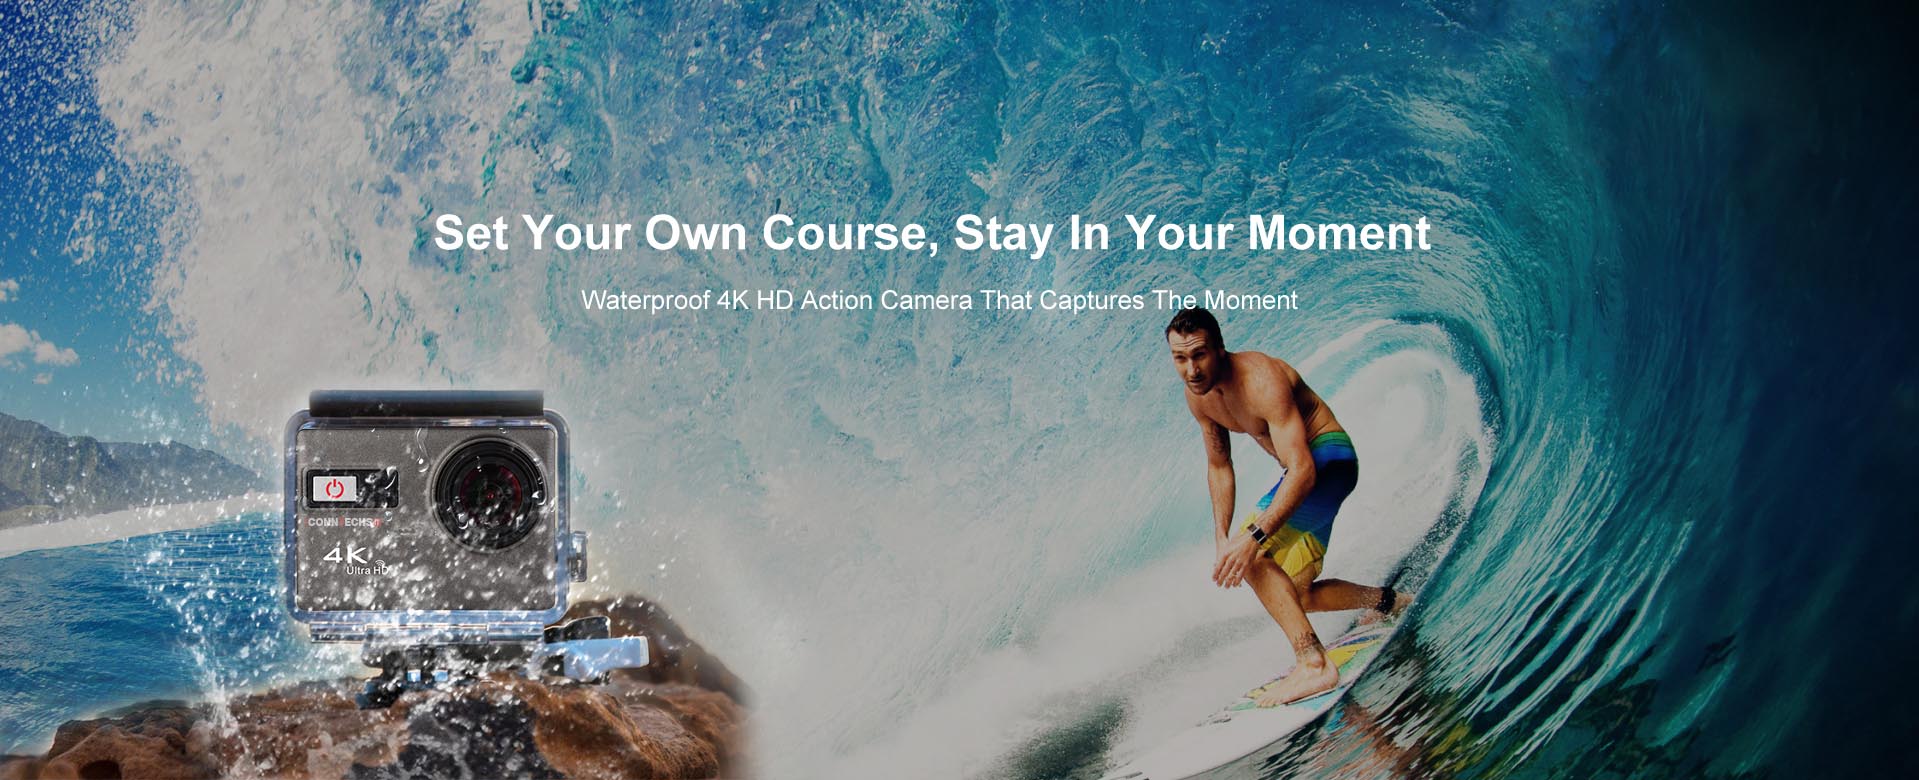 Set Your Own Course, Stay In Your Moment
Waterproof 4K HD Action Camera That Captures The Moment
CONNTECHS
4K
Ultra HD